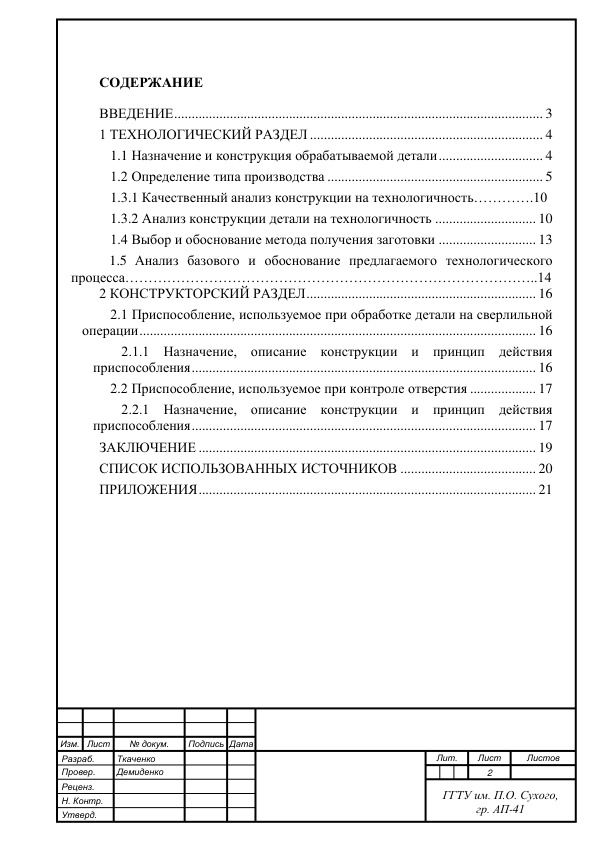 СОДЕРЖАНИЕ
ВВЕДЕНИЕ........................................................................................................ 3
1 ТЕХНОЛОГИЧЕСКИЙ РАЗДЕЛ .................................................................. 4
1.1 Назначение и конструкция обрабатываемой детали............................. 4
1.2 Определение типа производства ............................................................. 5
1.3.1 Качественный анализ конструкции на технологичность………….10
1.3.2 Анализ конструкции детали на технологичность ............................. 10
1.4 Выбор и обоснование метода получения заготовки ............................ 13
1.5 Анализ базового и обоснование предлагаемого технологического
процесса…………………………………………………………………………..14
2 КОНСТРУКТОРСКИЙ РАЗДЕЛ................................................................. 16
2.1 Приспособление, используемое при обработке детали на сверлильной
операции................................................................................................................. 16
2.1.1 Назначение, описание конструкции и принцип действия
приспособления................................................................................................... 16
2.2 Приспособление, используемое при контроле отверстия ................... 17
2.2.1 Назначение, описание конструкции и принцип действия
приспособления................................................................................................... 17
ЗАКЛЮЧЕНИЕ ................................................................................................ 19
СПИСОК ИСПОЛЬЗОВАННЫХ ИСТОЧНИКОВ ....................................... 20
ПРИЛОЖЕНИЯ................................................................................................ 21
Изм. Лист № докум. Подпись Дата
Разраб. Ткаченко Лит. Лист Листов
Провер. Демиденко 2
Реценз.
Н. Контр.
Утверд.
ГГТУ им. П.О. Сухого,
гр. АП-41